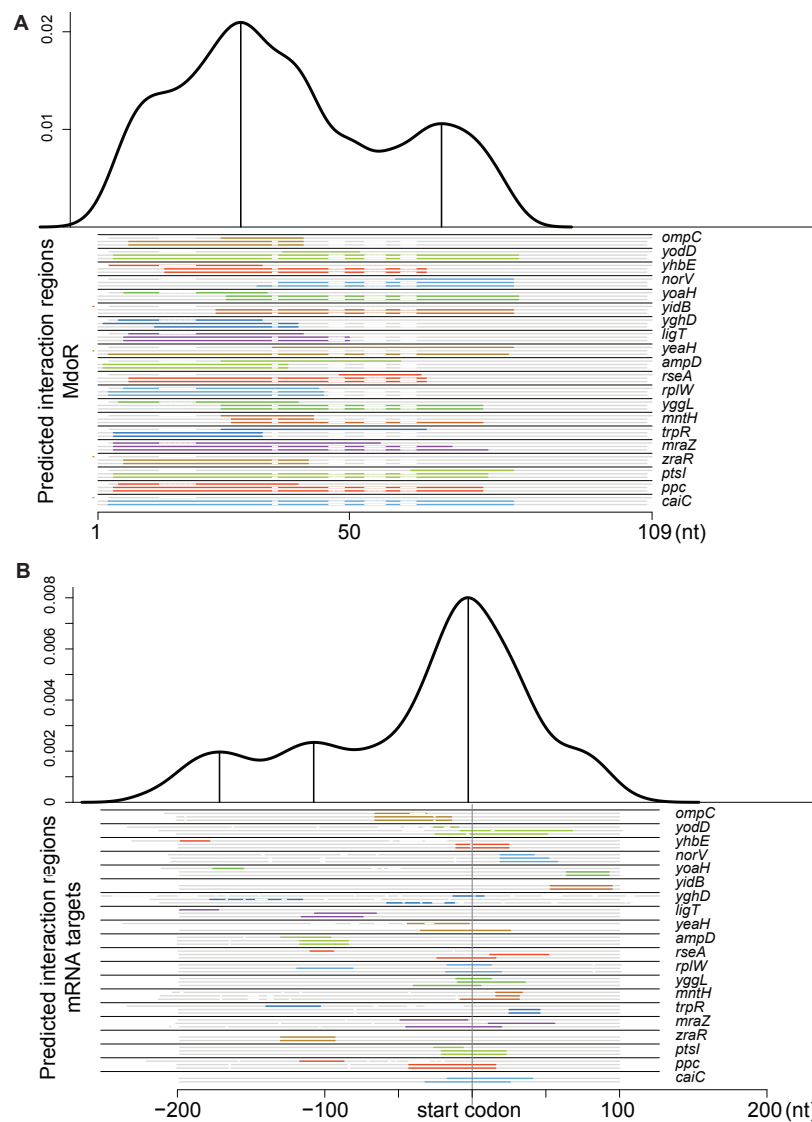 A
0.02
0.01
Predicted interaction regions
MdoR
ompC
yodD
yhbE
norV
yoaH
yidB
yghD
ligT
yeaH
ampD
rseA
rplW
yggL
mntH
trpR
mraZ
zraR
ptsI
ppc
caiC
1 50 109 (nt)
B
0.008
0.006
0.004
0.002
0
Predicted interaction regions
mRNA targets
ompC
yodD
yhbE
norV
yoaH
yidB
yghD
ligT
yeaH
ampD
rseA
rplW
yggL
mntH
trpR
mraZ
zraR
ptsI
ppc
caiC
−200 −100 start codon 100 200 (nt)